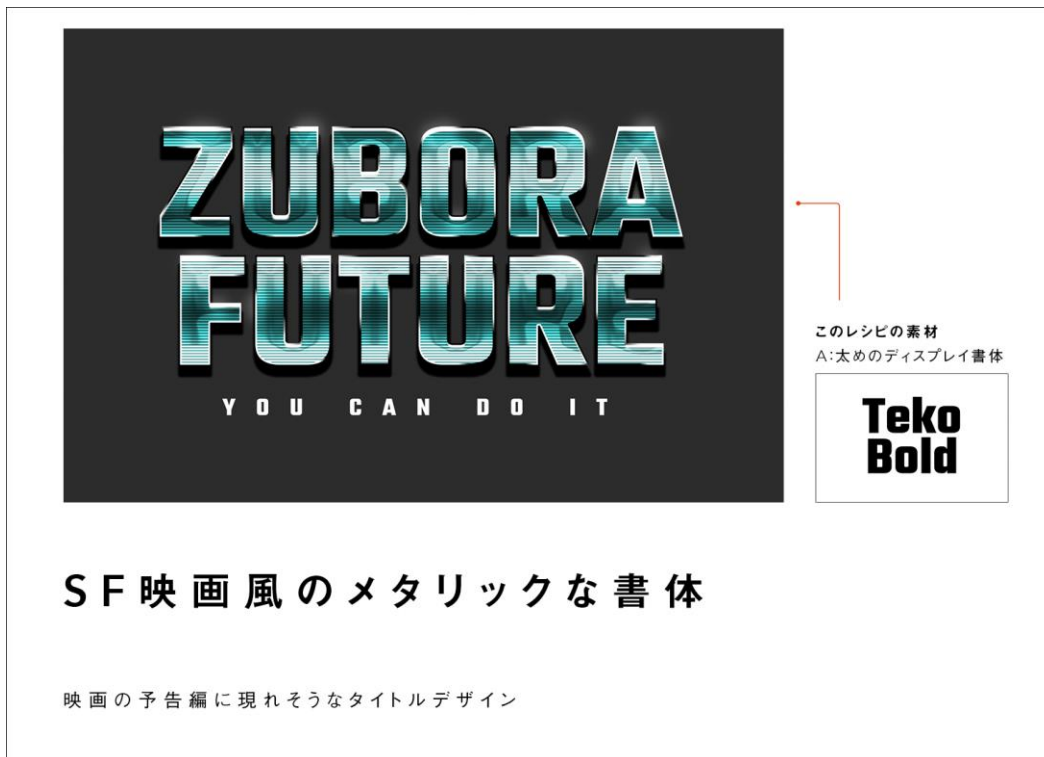 ZUBORA
FUTURE
YOU CAN DO IT
このレシピの素材
A:太めのディスプレイ書体
Teko
Bold
SF映画風のメタリックな書体
映画の予告編に現れそうなタイトルデザイン